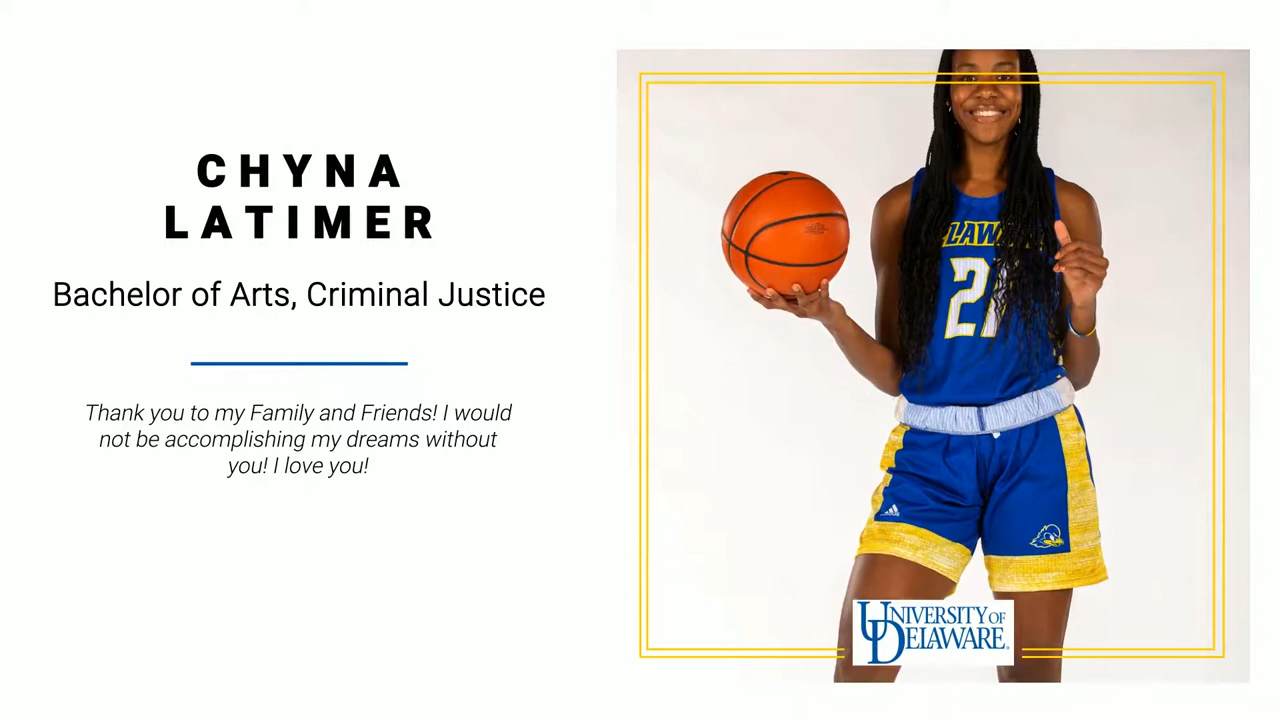 CHYNA
LATIMER
Bachelor of Arts, Criminal Justice
Thank you to my Family and Friends! I would
not be accomplishing my dreams without
you! I love you!
UNIVERSITY OF
DELAWARE